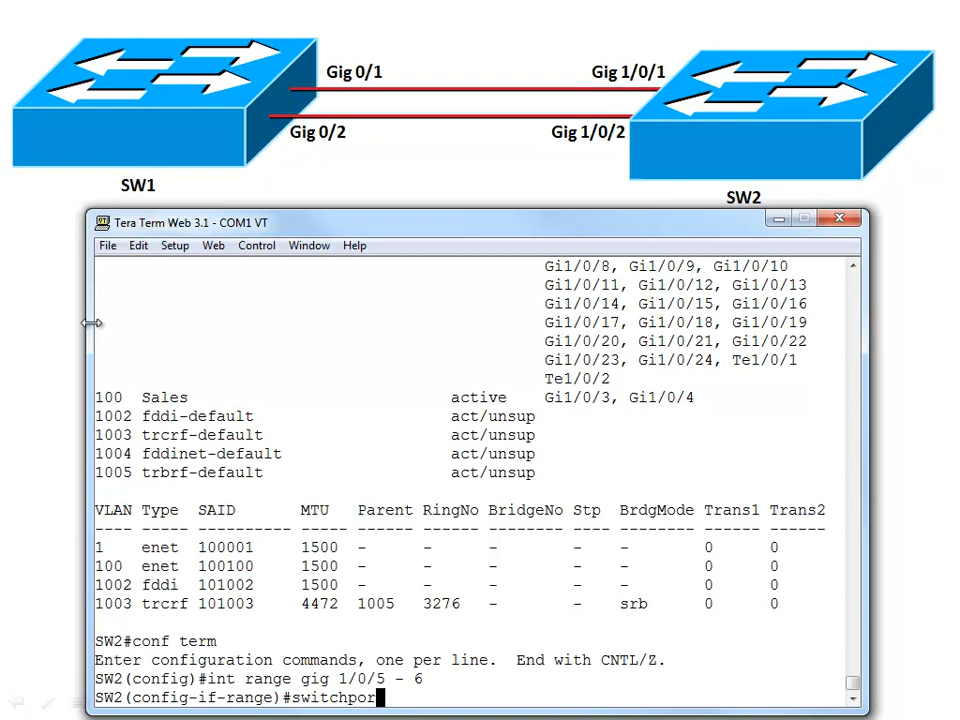 Gig 0/1
Gig 1/0/1
Gig 0/2
Gig 1/0/2
SW1
SW2
Tera Term Web 3.1 - COM1 VT
File Edit Setup Web Control Window Help
Gi1/0/8, Gi1/0/9, Gi1/0/10
Gi1/0/11, Gi1/0/12, Gi1/0/13
Gi1/0/14, Gi1/0/15, Gi1/0/16
Gi1/0/17, Gi1/0/18, Gi1/0/19
Gi1/0/20, Gi1/0/21, Gi1/0/22
Gi1/0/23, Gi1/0/24, Te1/0/1
Te1/0/2
100 Sales active Gi1/0/3, Gi1/0/4
1002 fddi-default act/unsup
1003 trcrf-default act/unsup
1004 fddinet-default act/unsup
1005 trbrf-default act/unsup
VLAN Type SAID MTU Parent RingNo BridgeNo Stp BrdgMode Trans1 Trans2
---- ----- ---------- ----- ------ ------ -------- ---- -------- ------ ------
1 enet 100001 1500 - - - - - 0 0
100 enet 100100 1500 - - - - - 0 0
1002 fddi 101002 1500 - - - - - 0 0
1003 trcrf 101003 4472 1005 3276 - - srb 0 0
SW2#conf term
Enter configuration commands, one per line. End with CNTL/Z.
SW2(config)#int range gig 1/0/5 - 6
SW2(config-if-range)#switchpor